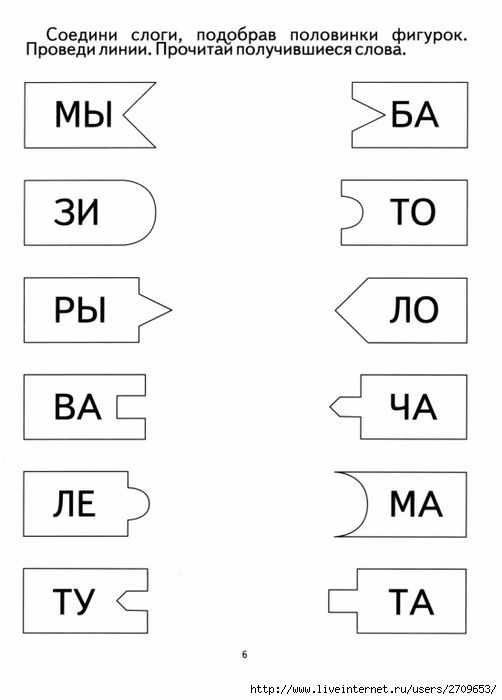 Соедини слоги, подобрав половинки фигурок.
Проведи линии. Прочитай получившиеся слова.
МЫ БА
ЗИ ТО
РЫ ЛО
ВА ЧА
ЛЕ МА
ТУ ТА
6
http://www.liveinternet.ru/users/2709653/